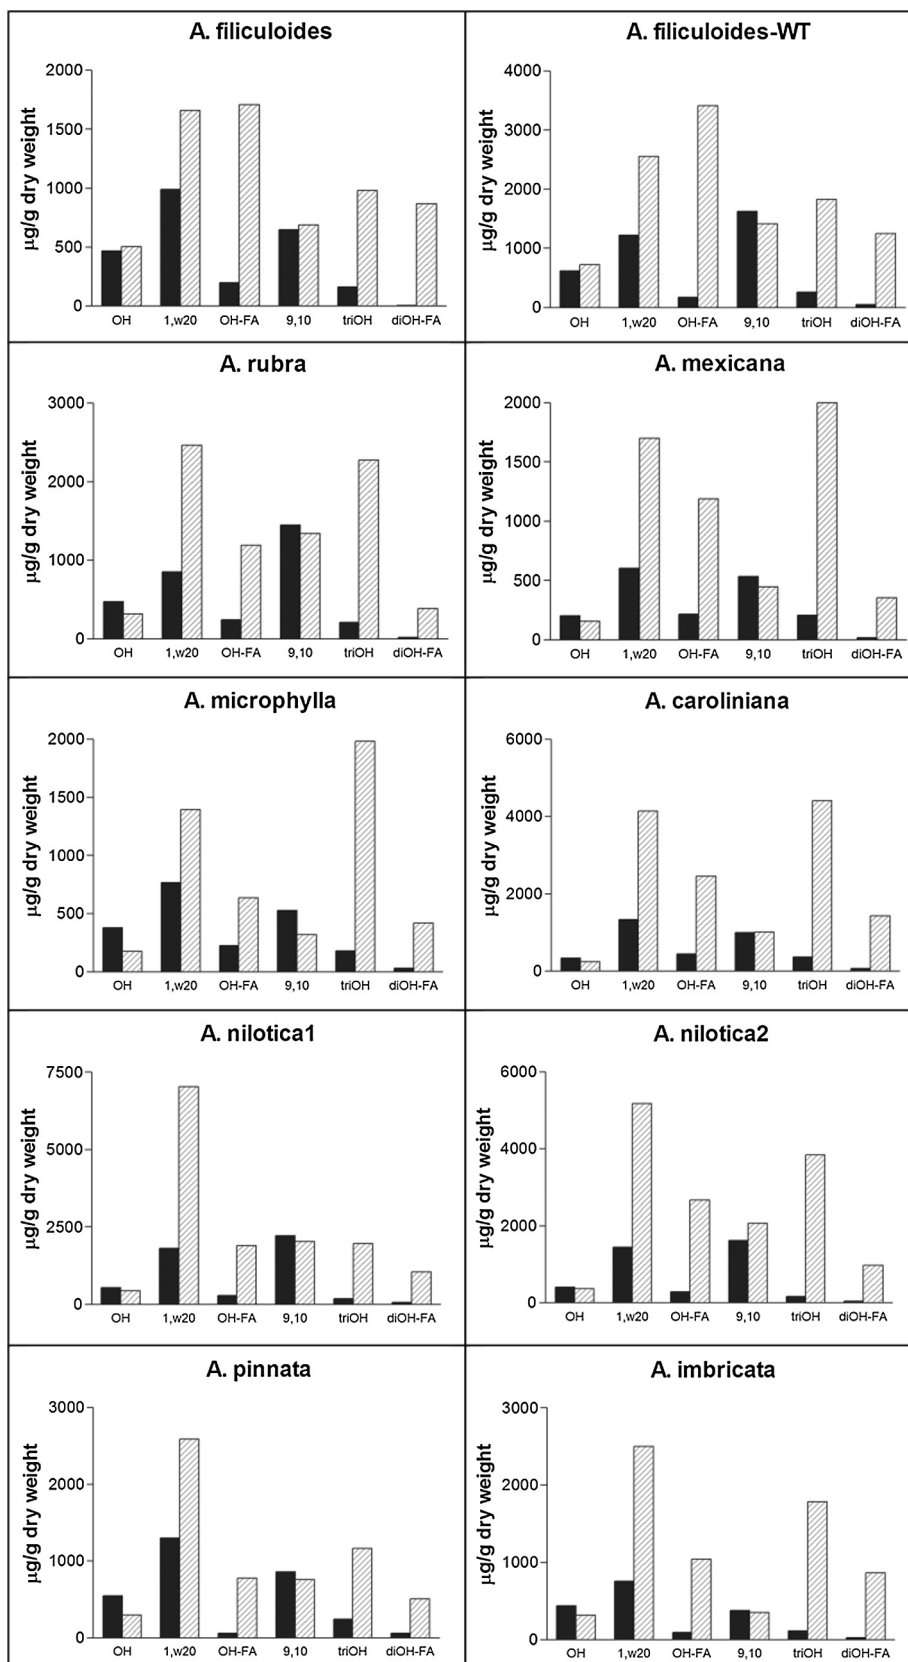 A. filiculoides
μg/g dry weight
2000
1500
1000
500
0
OH 1,w20 OH-FA 9,10 triOH diOH-FA
A. filiculoides-WT
μg/g dry weight
4000
3000
2000
1000
0
OH 1,w20 OH-FA 9,10 triOH diOH-FA
A. rubra
μg/g dry weight
3000
2000
1000
0
OH 1,w20 OH-FA 9,10 triOH diOH-FA
A. mexicana
μg/g dry weight
2000
1500
1000
500
0
OH 1,w20 OH-FA 9,10 triOH diOH-FA
A. microphylla
μg/g dry weight
2000
1500
1000
500
0
OH 1,w20 OH-FA 9,10 triOH diOH-FA
A. caroliniana
μg/g dry weight
6000
4000
2000
0
OH 1,w20 OH-FA 9,10 triOH diOH-FA
A. nilotica1
μg/g dry weight
7500
5000
2500
0
OH 1,w20 OH-FA 9,10 triOH diOH-FA
A. nilotica2
μg/g dry weight
6000
4000
2000
0
OH 1,w20 OH-FA 9,10 triOH diOH-FA
A. pinnata
μg/g dry weight
3000
2000
1000
0
OH 1,w20 OH-FA 9,10 triOH diOH-FA
A. imbricata
μg/g dry weight
3000
2000
1000
0
OH 1,w20 OH-FA 9,10 triOH diOH-FA